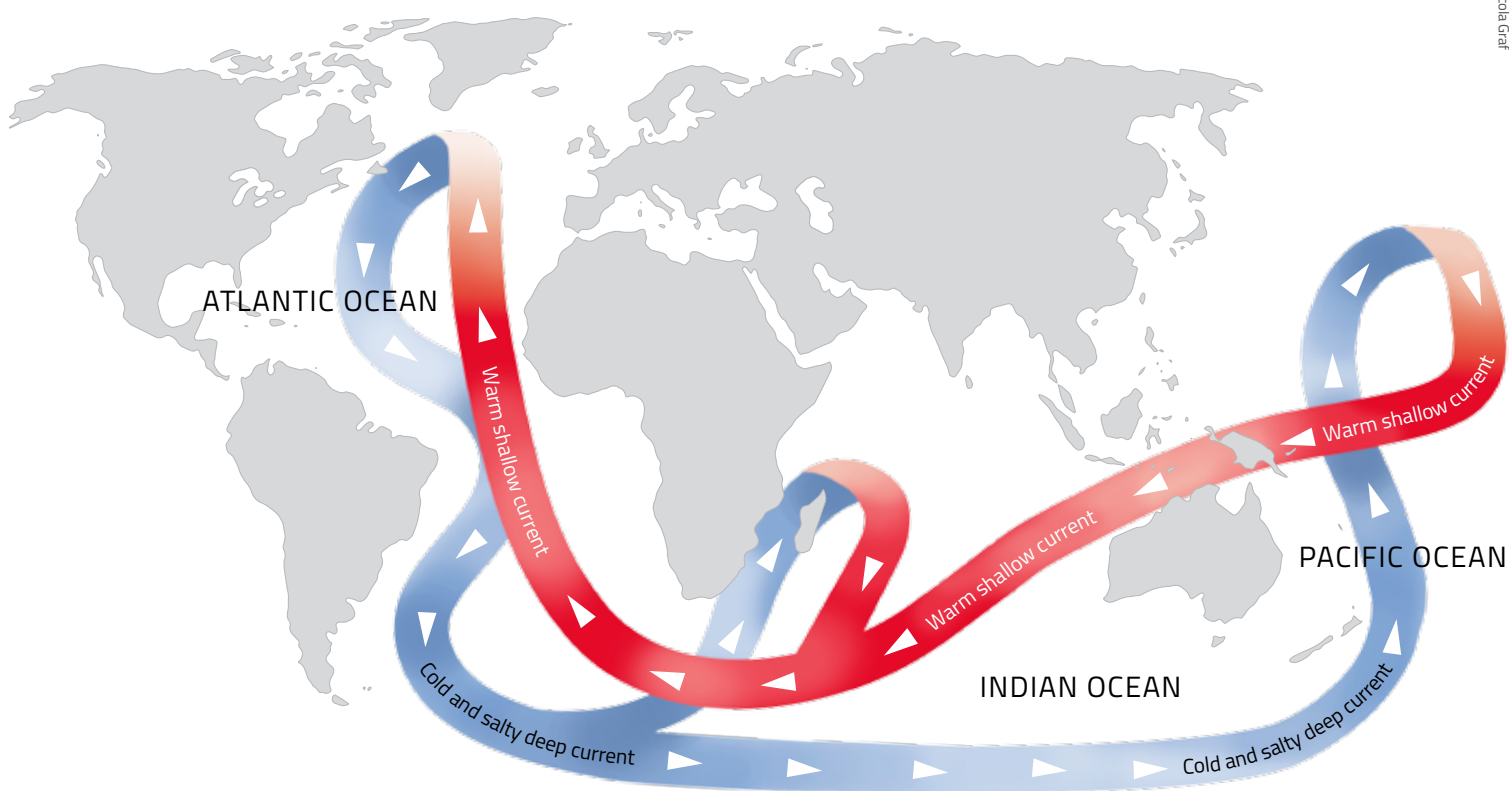 ATLANTIC OCEAN
Warm shallow current
Warm shallow current
Warm shallow current
PACIFIC OCEAN
INDIAN OCEAN
Cold and salty deep current
Cold and salty deep current
Graf